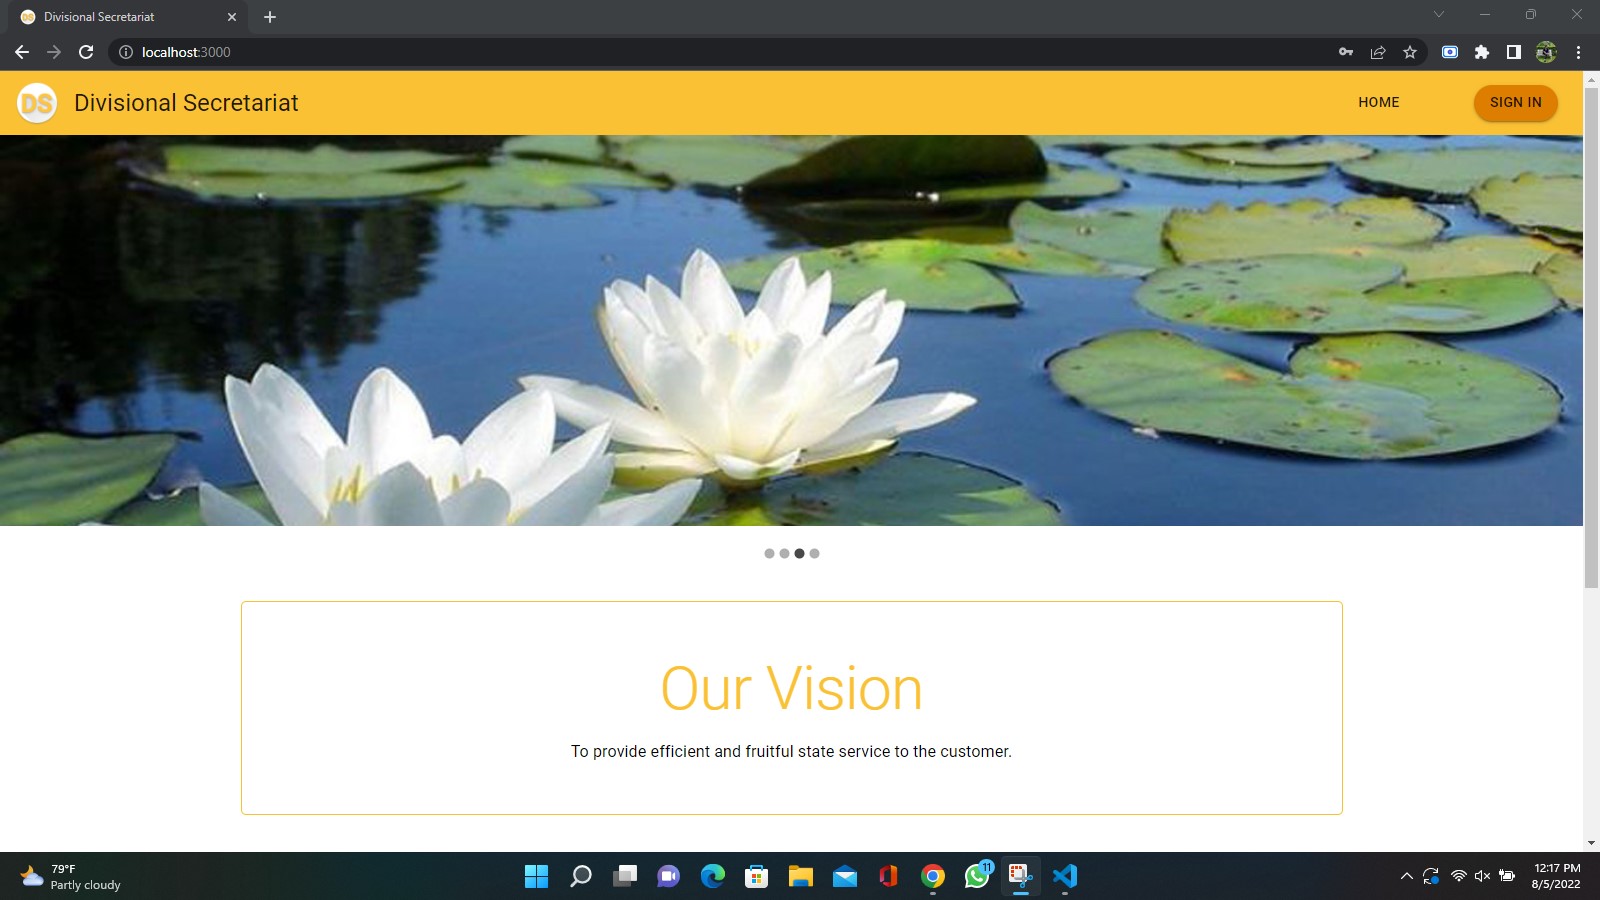 Divisional Secretariat
localhost:3000
DS
Divisional Secretariat
HOME
SIGN IN
Our Vision
To provide efficient and fruitful state service to the customer.
79°F
Partly cloudy
11
12:17 PM
8/5/2022